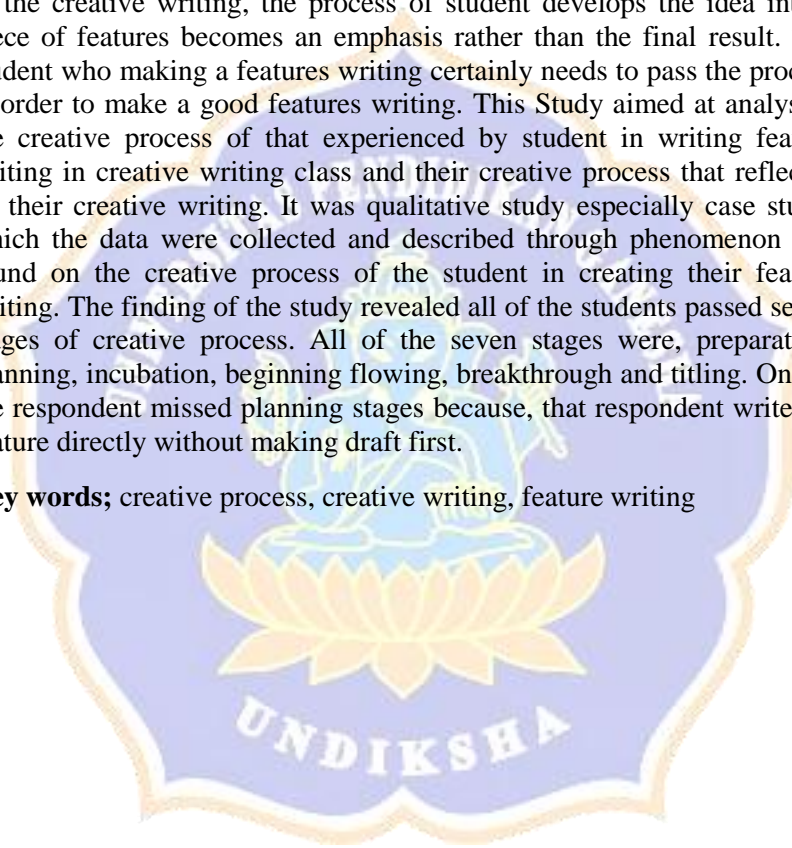 the creative writing, the process of student develops the idea int
ece of features becomes an emphasis rather than the final result.
udent who making a features writing certainly needs to pass the proc
order to make a good features writing. This Study aimed at analys
e creative process of that experienced by student in writing fea
iting in creative writing class and their creative process that reflec
their creative writing. It was qualitative study especially case stu
hich the data were collected and described through phenomenon
und on the creative process of the student in creating their fea
iting. The finding of the study revealed all of the students passed se
ages of creative process. All of the seven stages were, preparat
anning, incubation, beginning flowing, breakthrough and titling. On
e respondent missed planning stages because, that respondent write
ature directly without making draft first.
ey words; creative process, creative writing, feature writing
UNIVERSITAS PENDIDIKAN GANESHA
UNDIKSHA